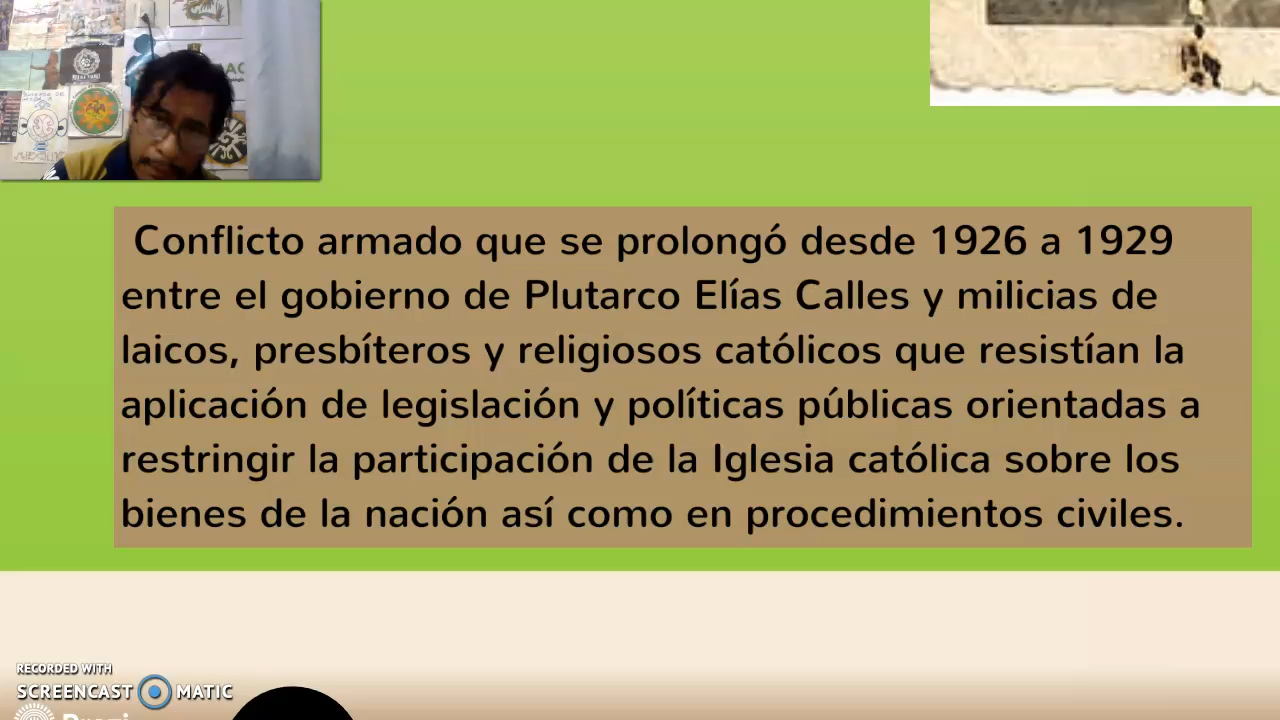 Conflicto armado que se prolongó desde 1926 a 1929
entre el gobierno de Plutarco Elías Calles y milicias de
laicos, presbíteros y religiosos católicos que resistían la
aplicación de legislación y políticas públicas orientadas a
restringir la participación de la Iglesia católica sobre los
bienes de la nación así como en procedimientos civiles.
RECORDED WITH
SCREENCAST MATIC
Prezi